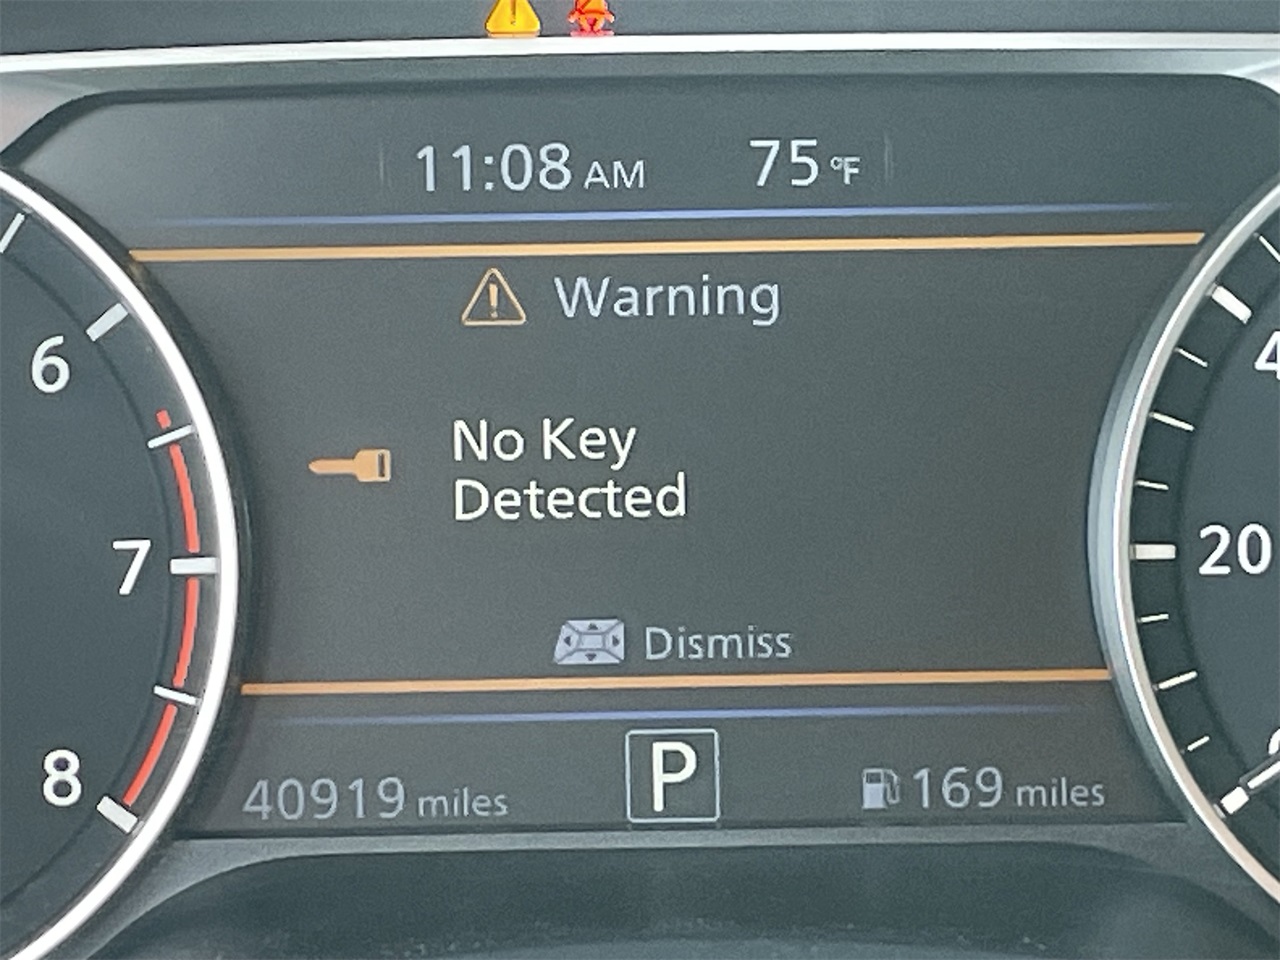 11:08 AM 75 °F
Warning
6
No Key
Detected
7
20
Dismiss
8
P
40919 miles
169 miles